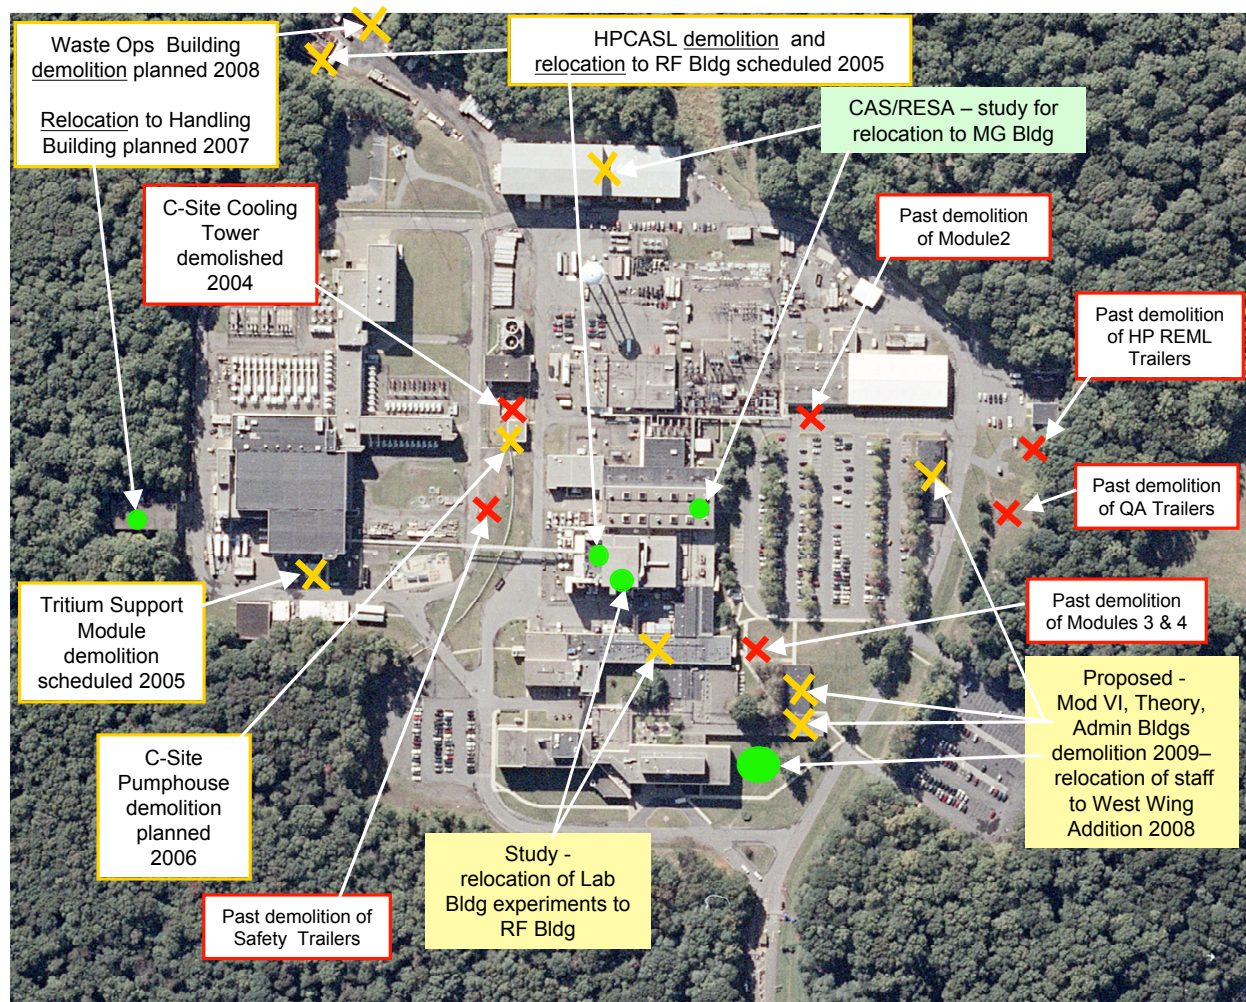 Waste Ops Building
demolition planned 2008
Relocation to Handling
Building planned 2007
HPCASL demolition and
relocation to RF Bldg scheduled 2005
CAS/RESA – study for
relocation to MG Bldg
C-Site Cooling
Tower
demolished
2004
Past demolition
of Module2
Past demolition
of HP REML
Trailers
Past demolition
of QA Trailers
Past demolition
of Modules 3 & 4
Tritium Support
Module
demolition
scheduled 2005
Proposed -
Mod VI, Theory,
Admin Bldgs
demolition 2009–
relocation of staff
to West Wing
Addition 2008
C-Site
Pumphouse
demolition
planned
2006
Study -
relocation of Lab
Bldg experiments to
RF Bldg
Past demolition of
Safety Trailers